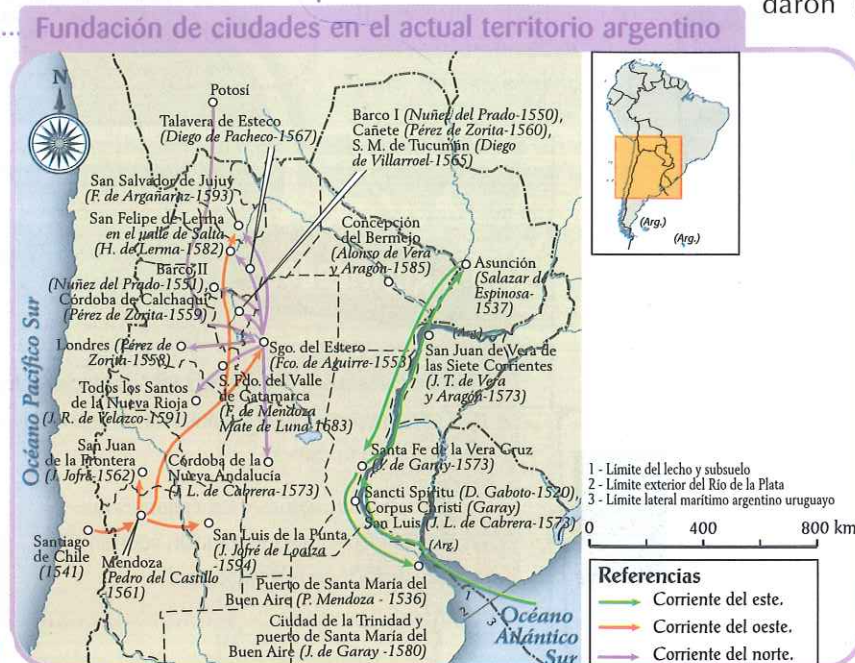 darón
Fundación de ciudades en el actual territorio argentino
N
Potosí
Talavera de Esteco
(Diego de Pacheco-1567)
Barco I (Nuñez del Prado-1550),
Cañete (Pérez de Zorita-1560),
S. M. de Tucumán (Diego
de Villarroel-1565)
San Salvador de Jujuy
(F. de Argañaraz-1593)
San Felipe de Lerma
en el valle de Salta
(H. de Lerma-1582)
Barco II
(Nuñez del Prado-1551),
Córdoba de Calchaquí
(Pérez de Zorita-1559)
Londres (Pérez de
Zorita-1558)
Todos los Santos
de la Nueva Rioja
(J. R. de Velazco-1591)
San Juan
de la Frontera
(J. Jofré-1562)
Santiago
de Chile
(1541)
Mendoza
(Pedro del Castillo
-1561)
Concepción
del Bermejo
(Alonso de Vera
y Aragón-1585)
Asunción
(Salazar de
Espinosa-
1537)
(Arg.)
Sgo. del Estero
(Fco. de Aguirre-1553)
S. Fdo. del Valle
de Catamarca
(F. de Mendoza
Mate de Luna-1683)
Córdoba de la
Nueva Andalucía
(J. L. de Cabrera-1573)
San Luis de la Punta
(J. Jofré de Loaiza
-1594)
San Juan de Vera de
las Siete Corrientes
(J. T. de Vera
y Aragón-1573)
Santa Fe de la Vera Cruz
(J. de Garay-1573)
Sancti Spiritu (D. Gaboto-1520),
Corpus Christi (Garay)
San Luis (J. L. de Cabrera-1573)
(Arg.)
Puerto de Santa María del
Buen Aire (P. Mendoza - 1536)
Ciudad de la Trinidad y
puerto de Santa María del
Buen Aire (J. de Garay -1580)
Océano Pacífico Sur
Océano
Atlántico
Sur
1
2
3
(Arg.)
(Arg.)
1 - Límite del lecho y subsuelo
2 - Límite exterior del Río de la Plata
3 - Límite lateral marítimo argentino uruguayo
0 400 800 km
Referencias
Corriente del este.
Corriente del oeste.
Corriente del norte.